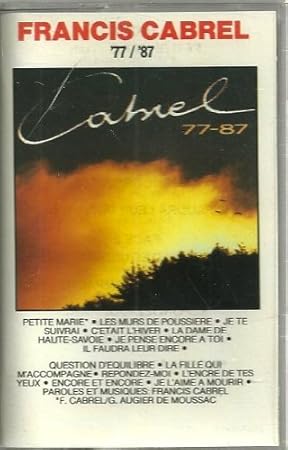 FRANCIS CABREL
'77 / '87
Cabrel
77-87
PETITE MARIE* • LES MURS DE POUSSIERE • JE TE
SUIVRAI • C'ETAIT L'HIVER • LA DAME DE
HAUTE-SAVOIE • JE PENSE ENCORE A TOI •
IL FAUDRA LEUR DIRE •
QUESTION D'EQUILIBRE • LA FILLE QUI
M'ACCOMPAGNE • REPONDEZ-MOI • L'ENCRE DE TES
YEUX • ENCORE ET ENCORE • JE L'AIME A MOURIR •
PAROLES ET MUSIQUES: FRANCIS CABREL
*F. CABREL/G. AUGIER DE MOUSSAC